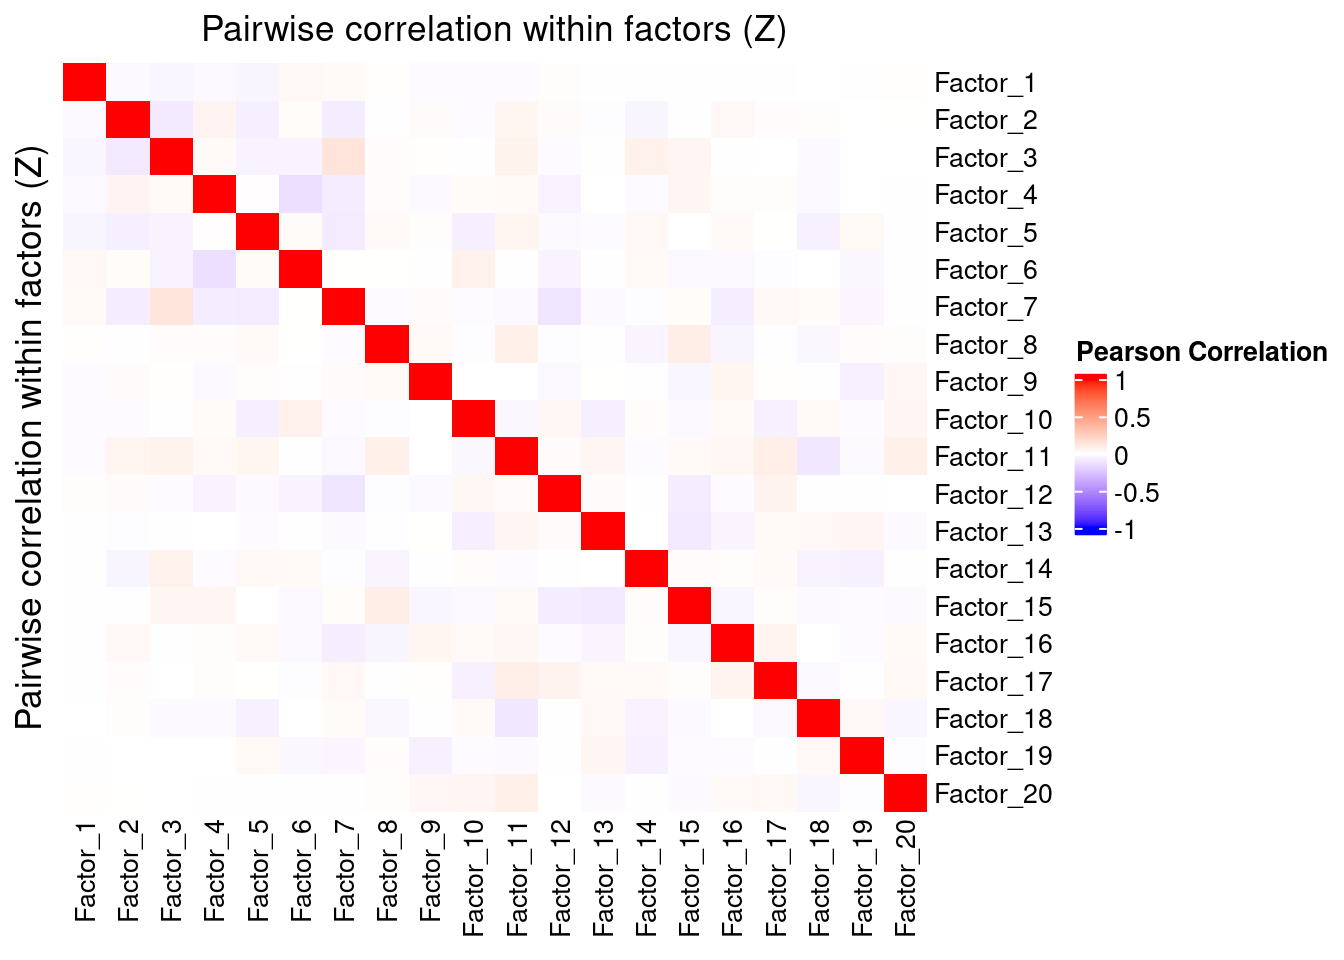 Pairwise correlation within factors (Z)
Pairwise correlation within factors (Z)
Factor_1
Factor_2
Factor_3
Factor_4
Factor_5
Factor_6
Factor_7
Factor_8
Factor_9
Factor_10
Factor_11
Factor_12
Factor_13
Factor_14
Factor_15
Factor_16
Factor_17
Factor_18
Factor_19
Factor_20
Factor_1
Factor_2
Factor_3
Factor_4
Factor_5
Factor_6
Factor_7
Factor_8
Factor_9
Factor_10
Factor_11
Factor_12
Factor_13
Factor_14
Factor_15
Factor_16
Factor_17
Factor_18
Factor_19
Factor_20
Pearson Correlation
1
0.5
0
-0.5
-1